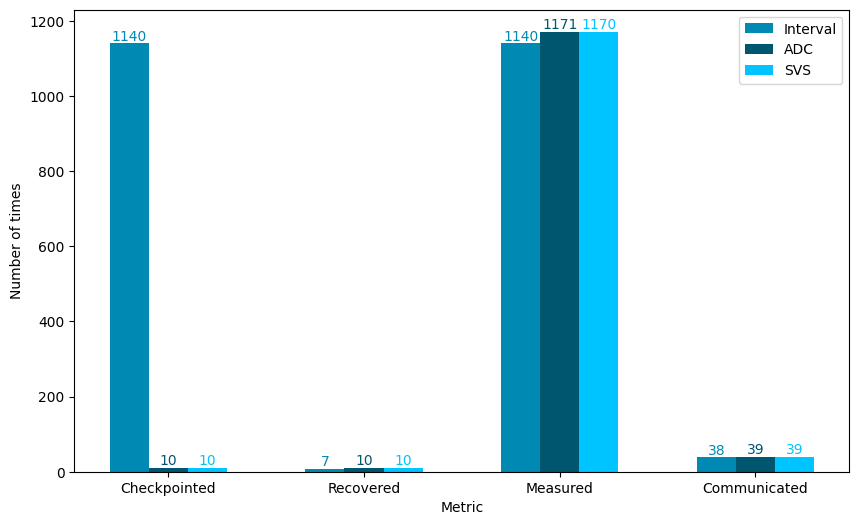 1200
1000
800
600
400
200
0
Number of times
1140
10
10
7
10
10
1140
1171
1170
38
39
39
Interval
ADC
SVS
Checkpointed
Recovered
Measured
Communicated
Metric